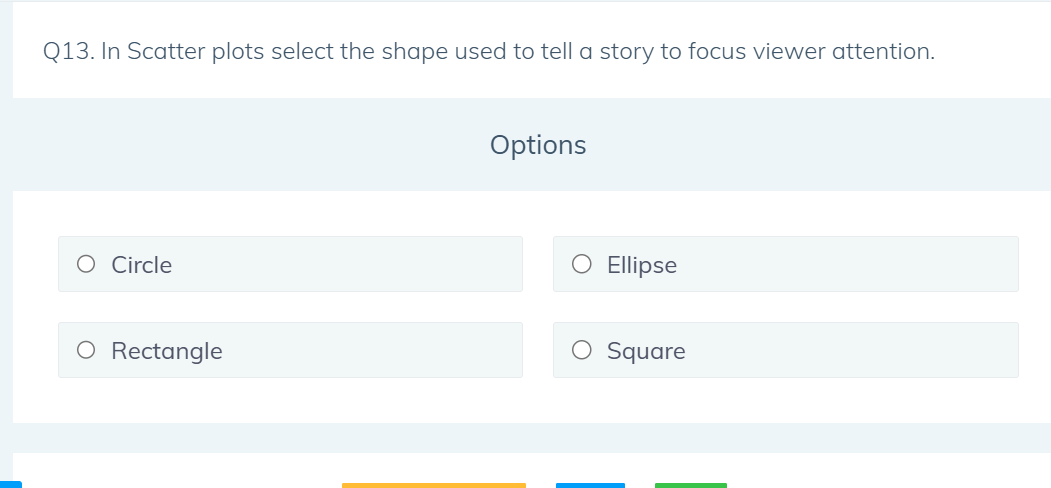 Q13. In Scatter plots select the shape used to tell a story to focus viewer attention.
Options
Circle
Ellipse
Rectangle
Square